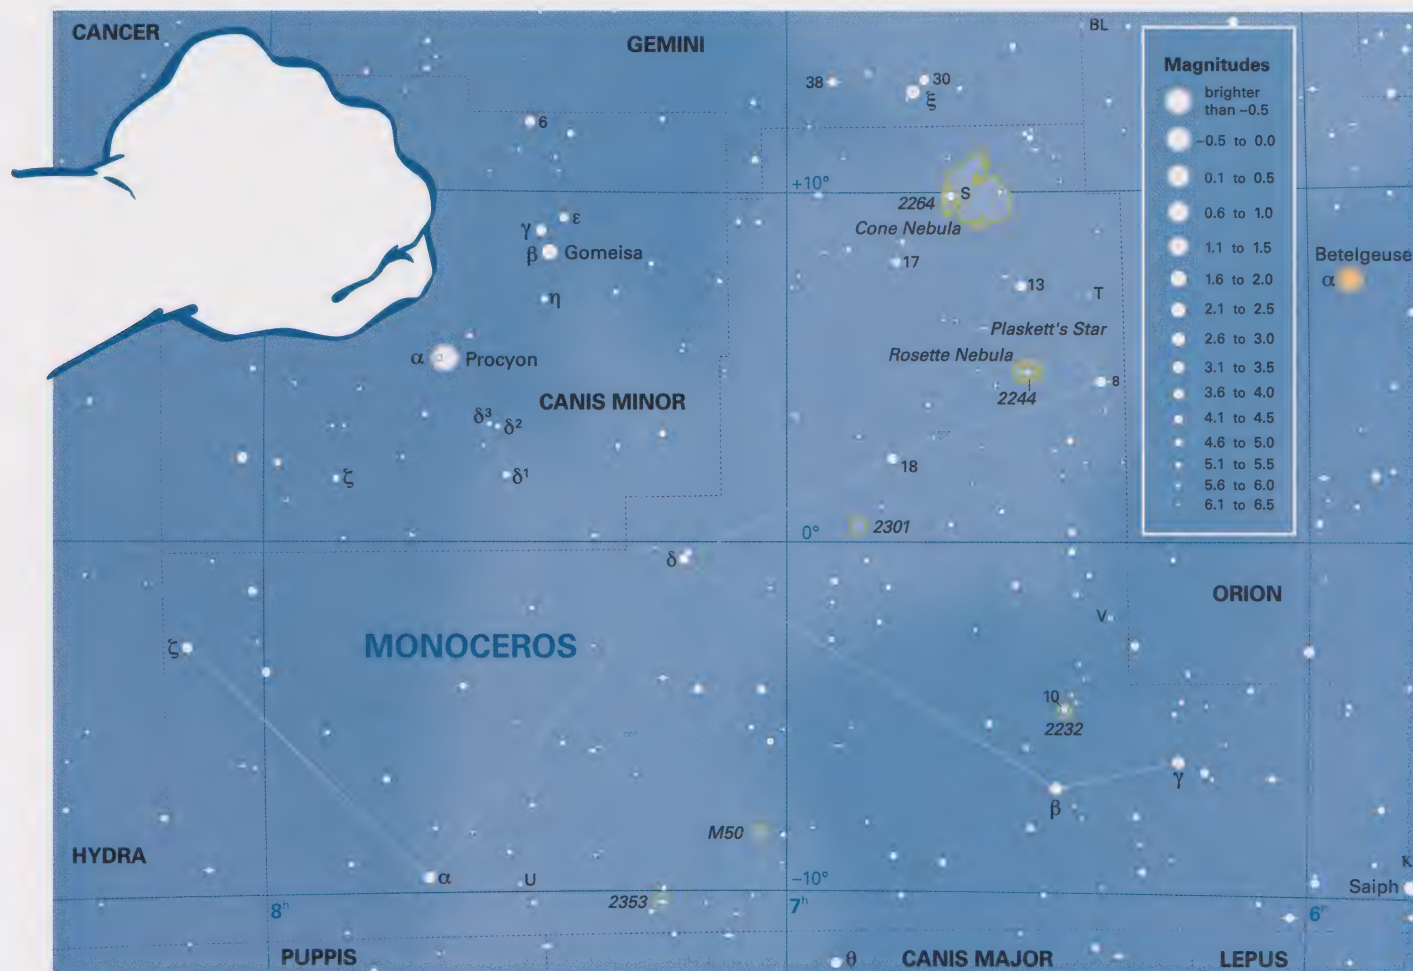 CANCER
GEMINI
BL
38
30
ξ
6
Magnitudes
brighter
than –0.5
–0.5 to 0.0
0.1 to 0.5
0.6 to 1.0
1.1 to 1.5
1.6 to 2.0
2.1 to 2.5
2.6 to 3.0
3.1 to 3.5
3.6 to 4.0
4.1 to 4.5
4.6 to 5.0
5.1 to 5.5
5.6 to 6.0
6.1 to 6.5
+10°
2264
S
Cone Nebula
ε
γ
β Gomeisa
η
17
13
T
Betelgeuse
α
Plaskett's Star
Rosette Nebula
2244
8
α Procyon
CANIS MINOR
δ³
δ²
δ¹
ζ
18
0°
2301
δ
ORION
V
ζ
MONOCEROS
10
2232
γ
β
M50
HYDRA
α
U
–10°
κ
Saiph
2353
8ʰ
7ʰ
6ʰ
PUPPIS
θ
CANIS MAJOR
LEPUS